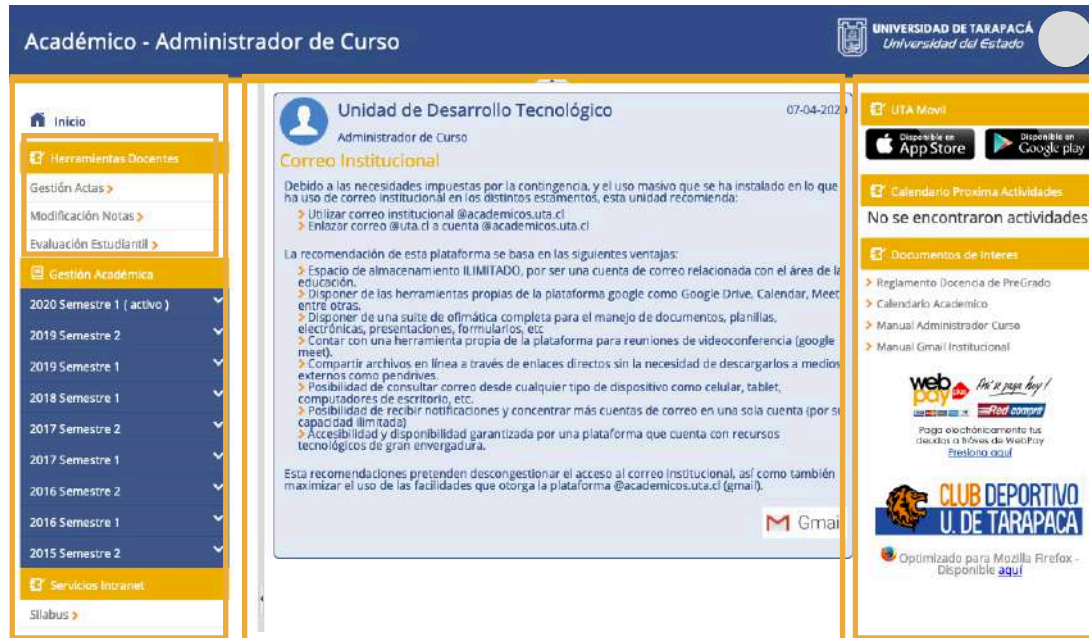 Académico - Administrador de Curso
UNIVERSIDAD DE TARAPACÁ
Universidad del Estado
Inicio
Herramientas Docentes
Gestión Actas
Modificación Notas
Evaluación Estudiantil
Gestión Académica
2020 Semestre 1 ( activo )
2019 Semestre 2
2019 Semestre 1
2018 Semestre 1
2017 Semestre 2
2017 Semestre 1
2016 Semestre 2
2016 Semestre 1
2015 Semestre 2
Servicios Intranet
Silabus
Unidad de Desarrollo Tecnológico
07-04-2020
Administrador de Curso
Correo Institucional
Debido a las necesidades impuestas por la contingencia, y el uso masivo que se ha instalado en lo que
ha uso de correo institucional en los distintos estamentos, esta unidad recomienda:
Utilizar correo institucional @academicos.uta.cl
Enlazar correo @uta.cl a cuenta @academicos.uta.cl
La recomendación de esta plataforma se basa en las siguientes ventajas:
Espacio de almacenamiento ILIMITADO, por ser una cuenta de correo relacionada con el área de la
educación.
Disponer de las herramientas propias de la plataforma google como Google Drive, Calendar, Meet
entre otras.
Disponer de una suite de ofimática completa para el manejo de documentos, planillas,
electrónicas, presentaciones, formularios, etc
Contar con una herramienta propia de la plataforma para reuniones de videoconferencia (google
meet).
Compartir archivos en línea a través de enlaces directos sin la necesidad de descargarlos a medios
externos como pendrives.
Posibilidad de consultar correo desde cualquier tipo de dispositivo como celular, tablet,
computadores de escritorio, etc.
Posibilidad de recibir notificaciones y concentrar más cuentas de correo en una sola cuenta (por su
capacidad ilimitada)
Accesibilidad y disponibilidad garantizada por una plataforma que cuenta con recursos
tecnológicos de gran envergadura.
Esta recomendaciones pretenden descongestionar el acceso al correo institucional, así como también
maximizar el uso de las facilidades que otorga la plataforma @academicos.uta.cl (gmail).
Gmail
UTA Movil
Disponible en
App Store
Disponible en
Google play
Calendario Proxima Actividades
No se encontraron actividades
Documentos de Interes
Reglamento Docencia de PreGrado
Calendario Academico
Manual Administrador Curso
Manual Gmail Institucional
web pay plus
Red compra
Paga electrónicamente tus
deudas a tráves de WebPay
Presiona aquí
CLUB DEPORTIVO
U. DE TARAPACA
Optimizado para Mozilla Firefox -
Disponible aquí